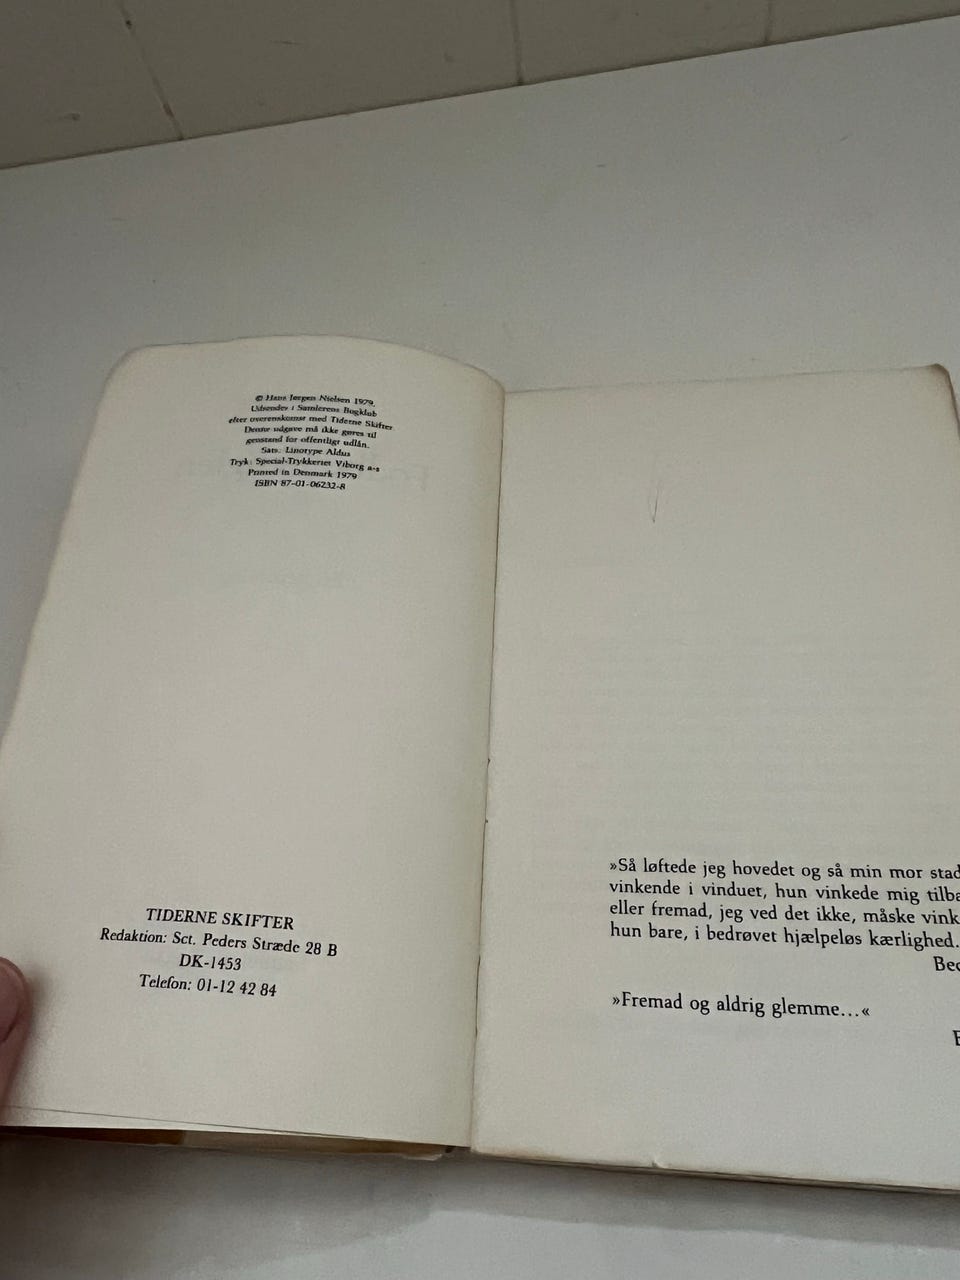 © Hans Jørgen Nielsen 1979.
Udsendes i Samlerens Bogklub
efter overenskomst med Tiderne Skifter
Denne udgave må ikke gøres til
genstand for offentligt udlån.
Sats: Linotype Aldus
Tryk: Special-Trykkeriet Viborg a-s
Printed in Denmark 1979
ISBN 87-01-06232-8
TIDERNE SKIFTER
Redaktion: Sct. Peders Stræde 28 B
DK-1453
Telefon: 01-12 42 84
»Så løftede jeg hovedet og så min mor stad
vinkende i vinduet, hun vinkede mig tilba
eller fremad, jeg ved det ikke, måske vink
hun bare, i bedrøvet hjælpeløs kærlighed.
Bec
»Fremad og aldrig glemme...«